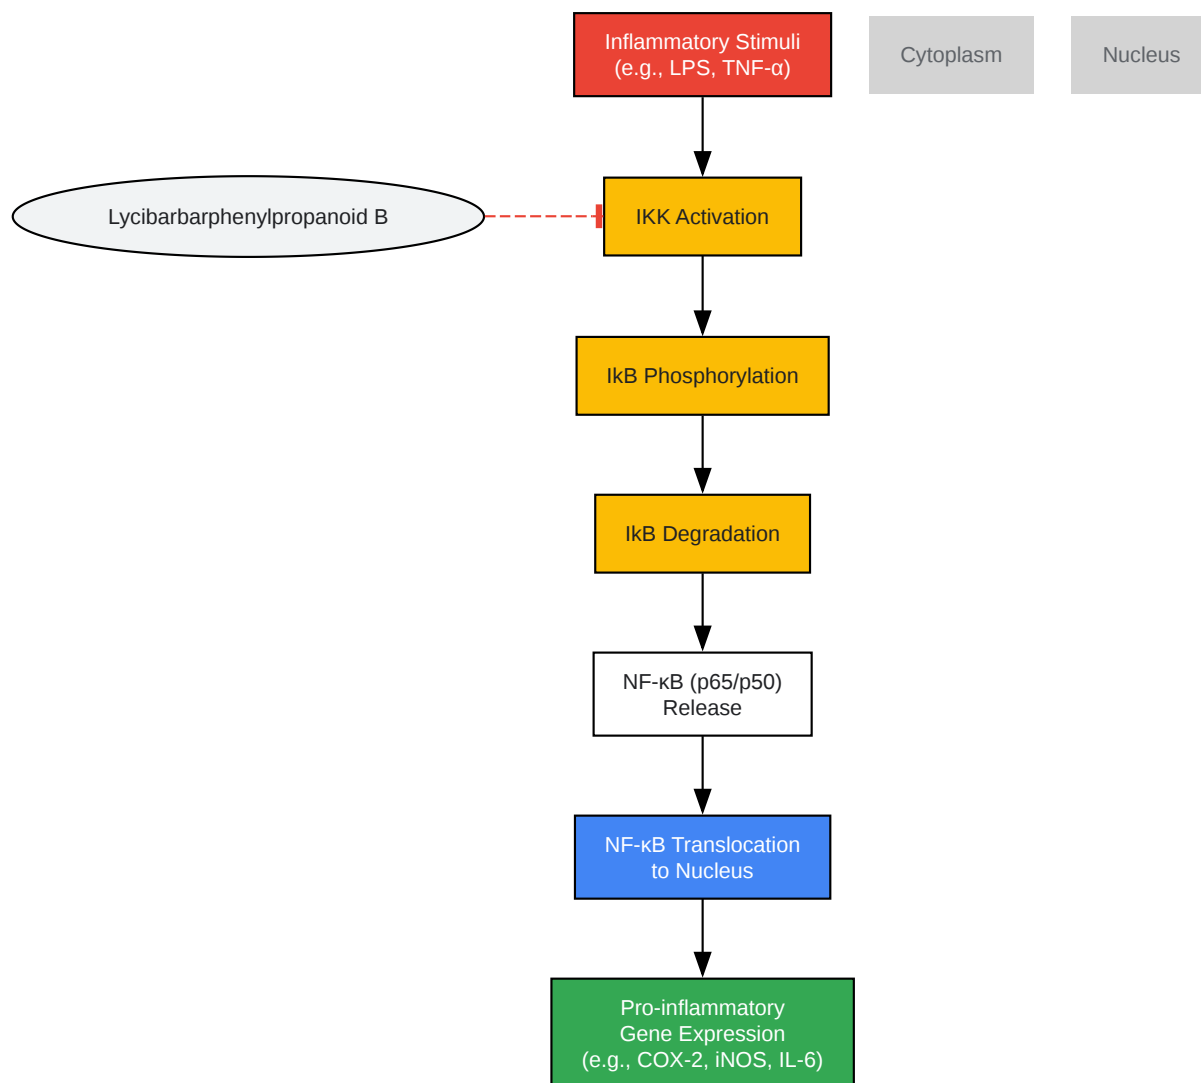 Inflammatory Stimuli
(e.g., LPS, TNF-α)
Cytoplasm
Nucleus
Lycibarbarphenylpropanoid B
IKK Activation
IkB Phosphorylation
IkB Degradation
NF-κB (p65/p50)
Release
NF-κB Translocation
to Nucleus
Pro-inflammatory
Gene Expression
(e.g., COX-2, iNOS, IL-6)